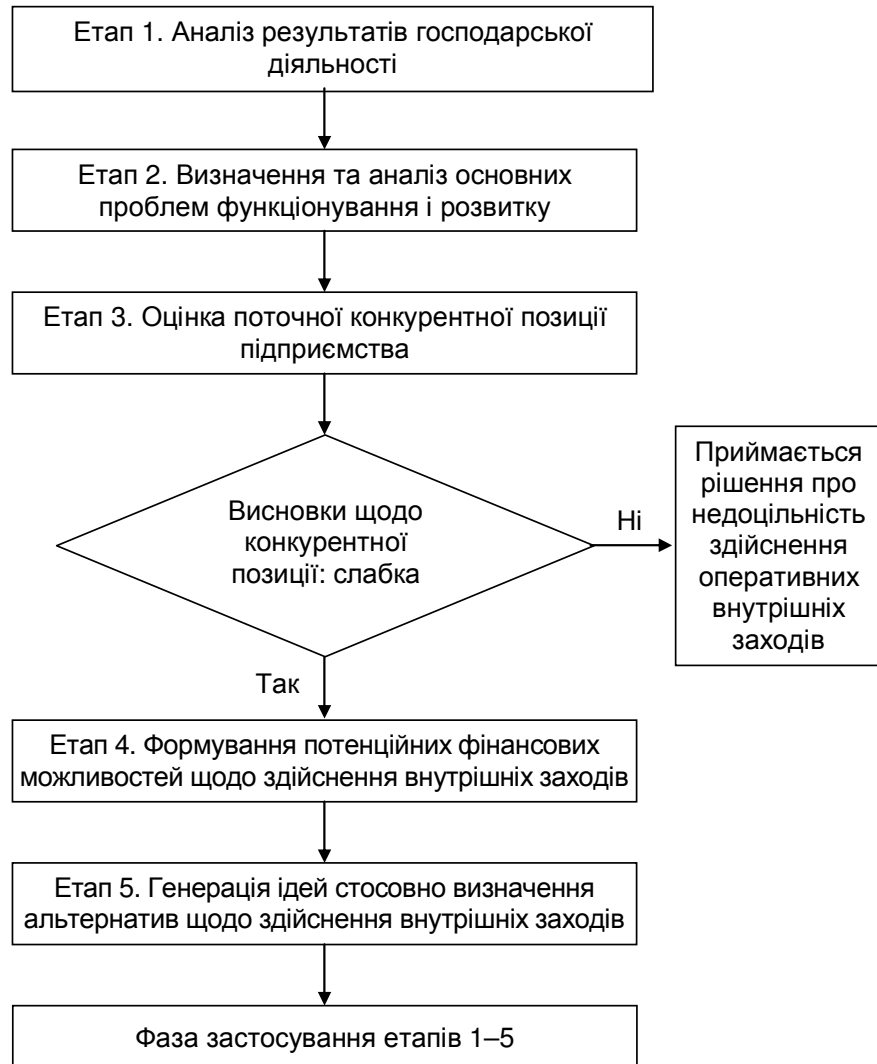 Етап 1. Аналіз результатів господарської
діяльності
Етап 2. Визначення та аналіз основних
проблем функціонування і розвитку
Етап 3. Оцінка поточної конкурентної позиції
підприємства
Висновки щодо
конкурентної
позиції: слабка
Ні
Приймається
рішення про
недоцільність
здійснення
оперативних
внутрішніх
заходів
Так
Етап 4. Формування потенційних фінансових
можливостей щодо здійснення внутрішніх заходів
Етап 5. Генерація ідей стосовно визначення
альтернатив щодо здійснення внутрішніх заходів
Фаза застосування етапів 1–5